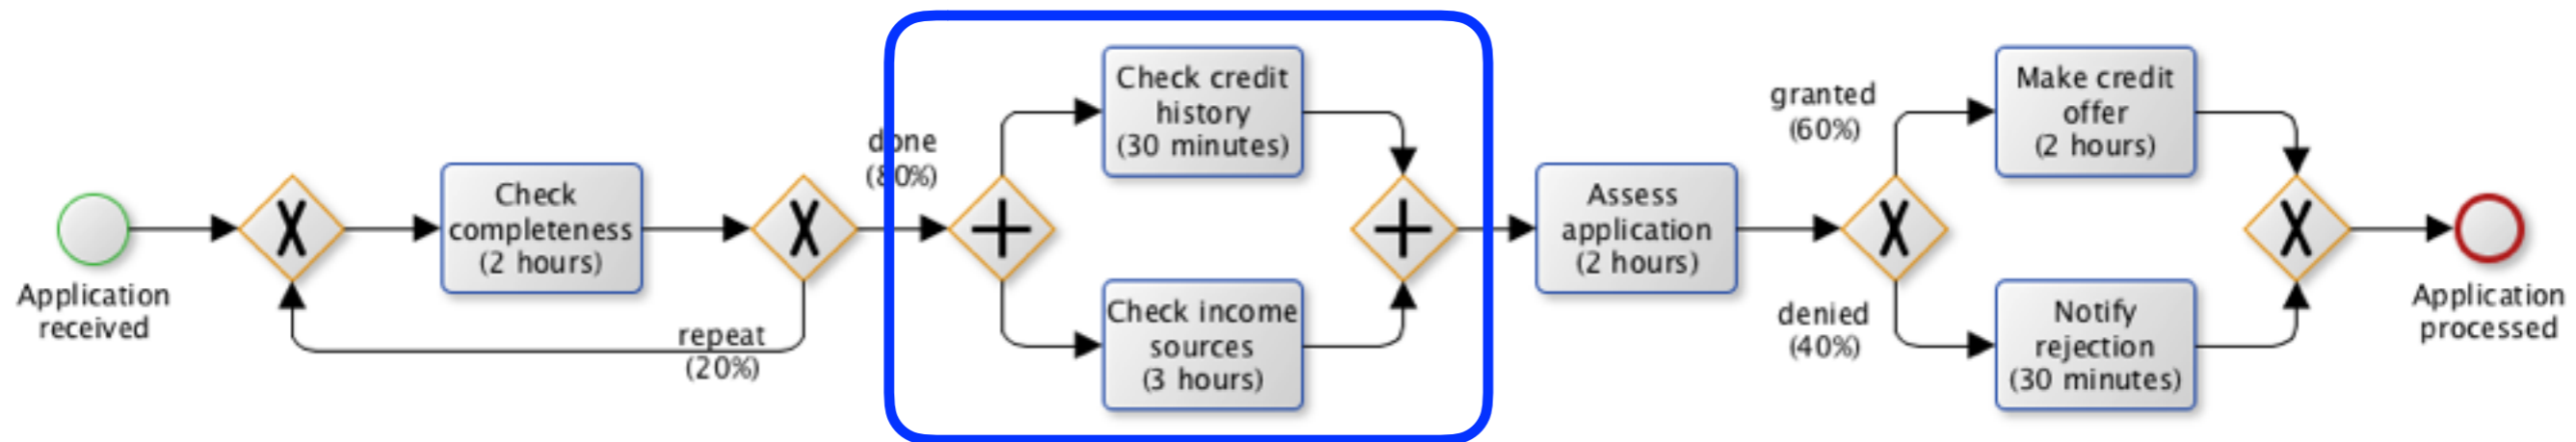 Application
received
Check
completeness
(2 hours)
repeat
(20%)
done
(80%)
Check credit
history
(30 minutes)
Check income
sources
(3 hours)
Assess
application
(2 hours)
granted
(60%)
denied
(40%)
Make credit
offer
(2 hours)
Notify
rejection
(30 minutes)
Application
processed